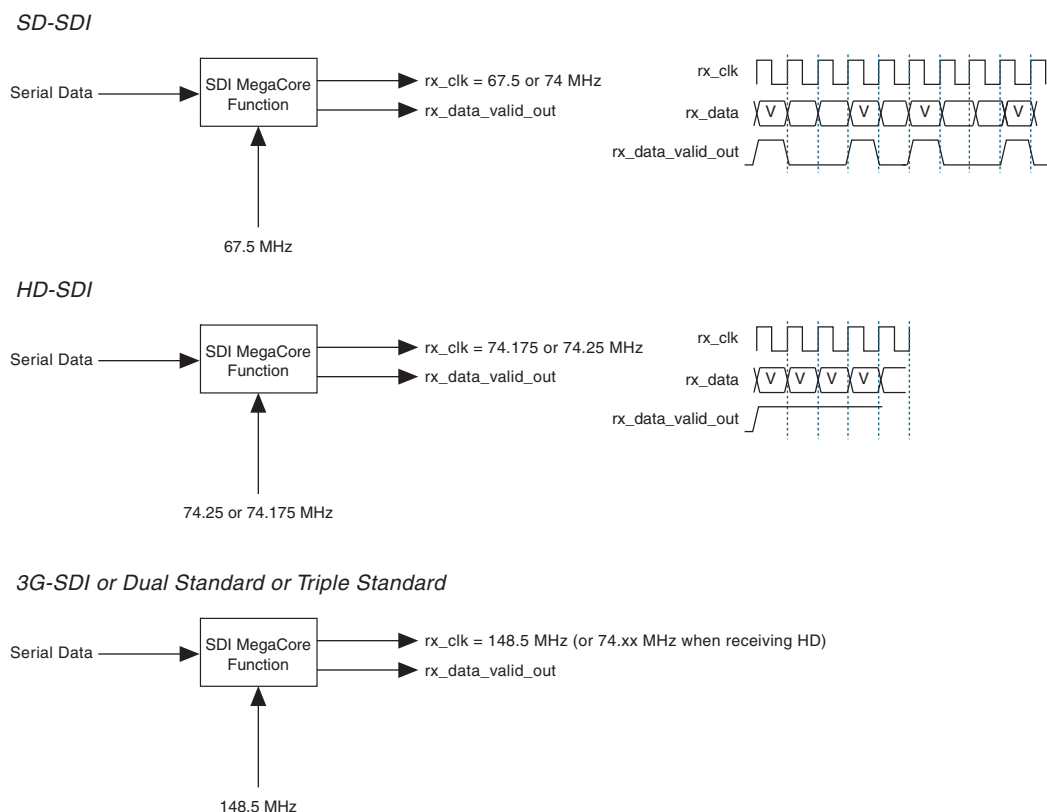 SD-SDI
Serial Data
SDI MegaCore
Function
rx_clk = 67.5 or 74 MHz
rx_data_valid_out
67.5 MHz
rx_clk
rx_data
V V V V
rx_data_valid_out
HD-SDI
Serial Data
SDI MegaCore
Function
rx_clk = 74.175 or 74.25 MHz
rx_data_valid_out
74.25 or 74.175 MHz
rx_clk
rx_data
V V V V
rx_data_valid_out
3G-SDI or Dual Standard or Triple Standard
Serial Data
SDI MegaCore
Function
rx_clk = 148.5 MHz (or 74.xx MHz when receiving HD)
rx_data_valid_out
148.5 MHz